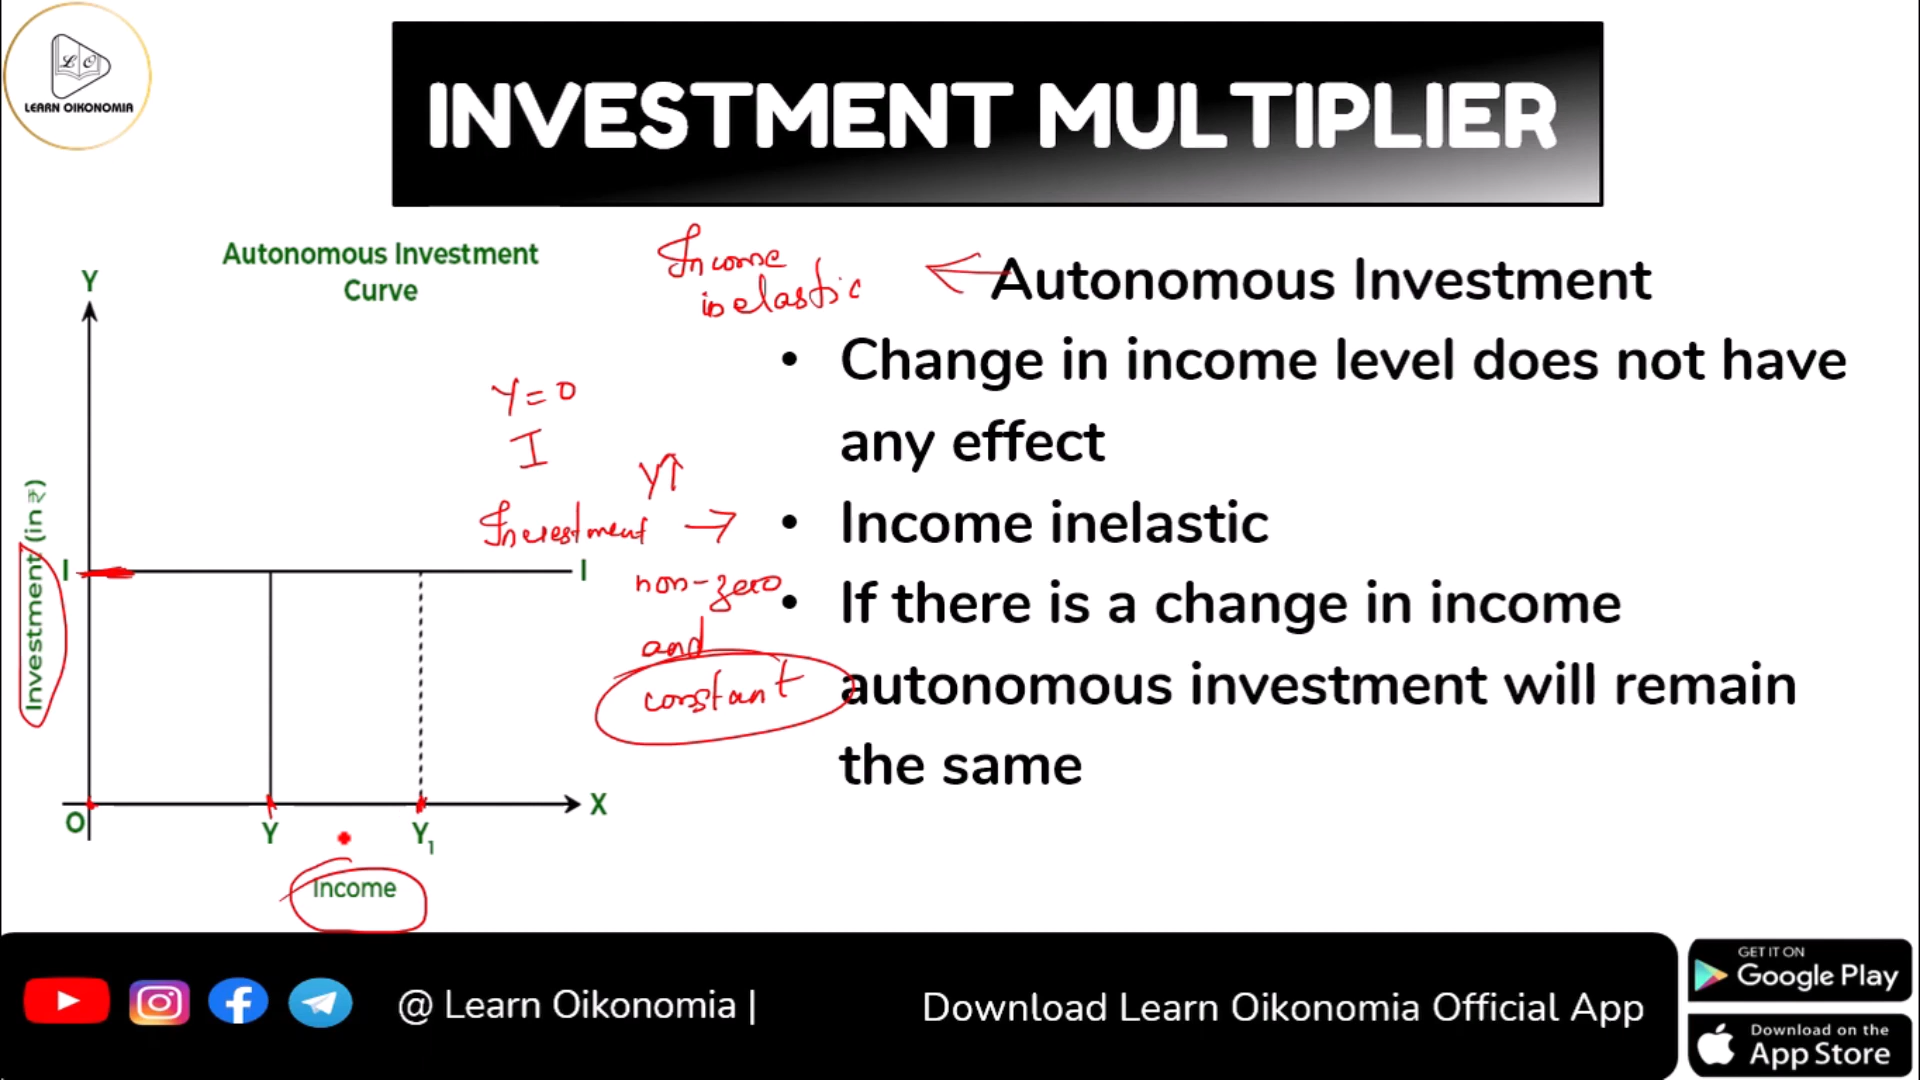 LO
LEARN OIKONOMIA
INVESTMENT MULTIPLIER
Autonomous Investment
Curve
Y
Income
inelastic
Autonomous Investment
Change in income level does not have
any effect
Y = 0
I
Y↑
Investment →
Income inelastic
Investment (in ₹)
I
I
non-zero
and
constant
If there is a change in income
autonomous investment will remain
the same
O
Y
Y1
X
Income
@ Learn Oikonomia |
Download Learn Oikonomia Official App
GET IT ON
Google Play
Download on the
App Store